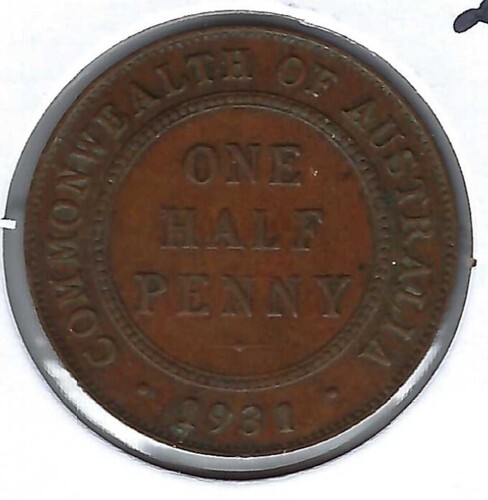 COMMONWEALTH OF AUSTRALIA
ONE
HALF
PENNY
1931